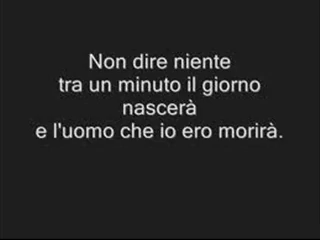 Non dire niente
tra un minuto il giorno
nascerà
e l'uomo che io ero morirà.